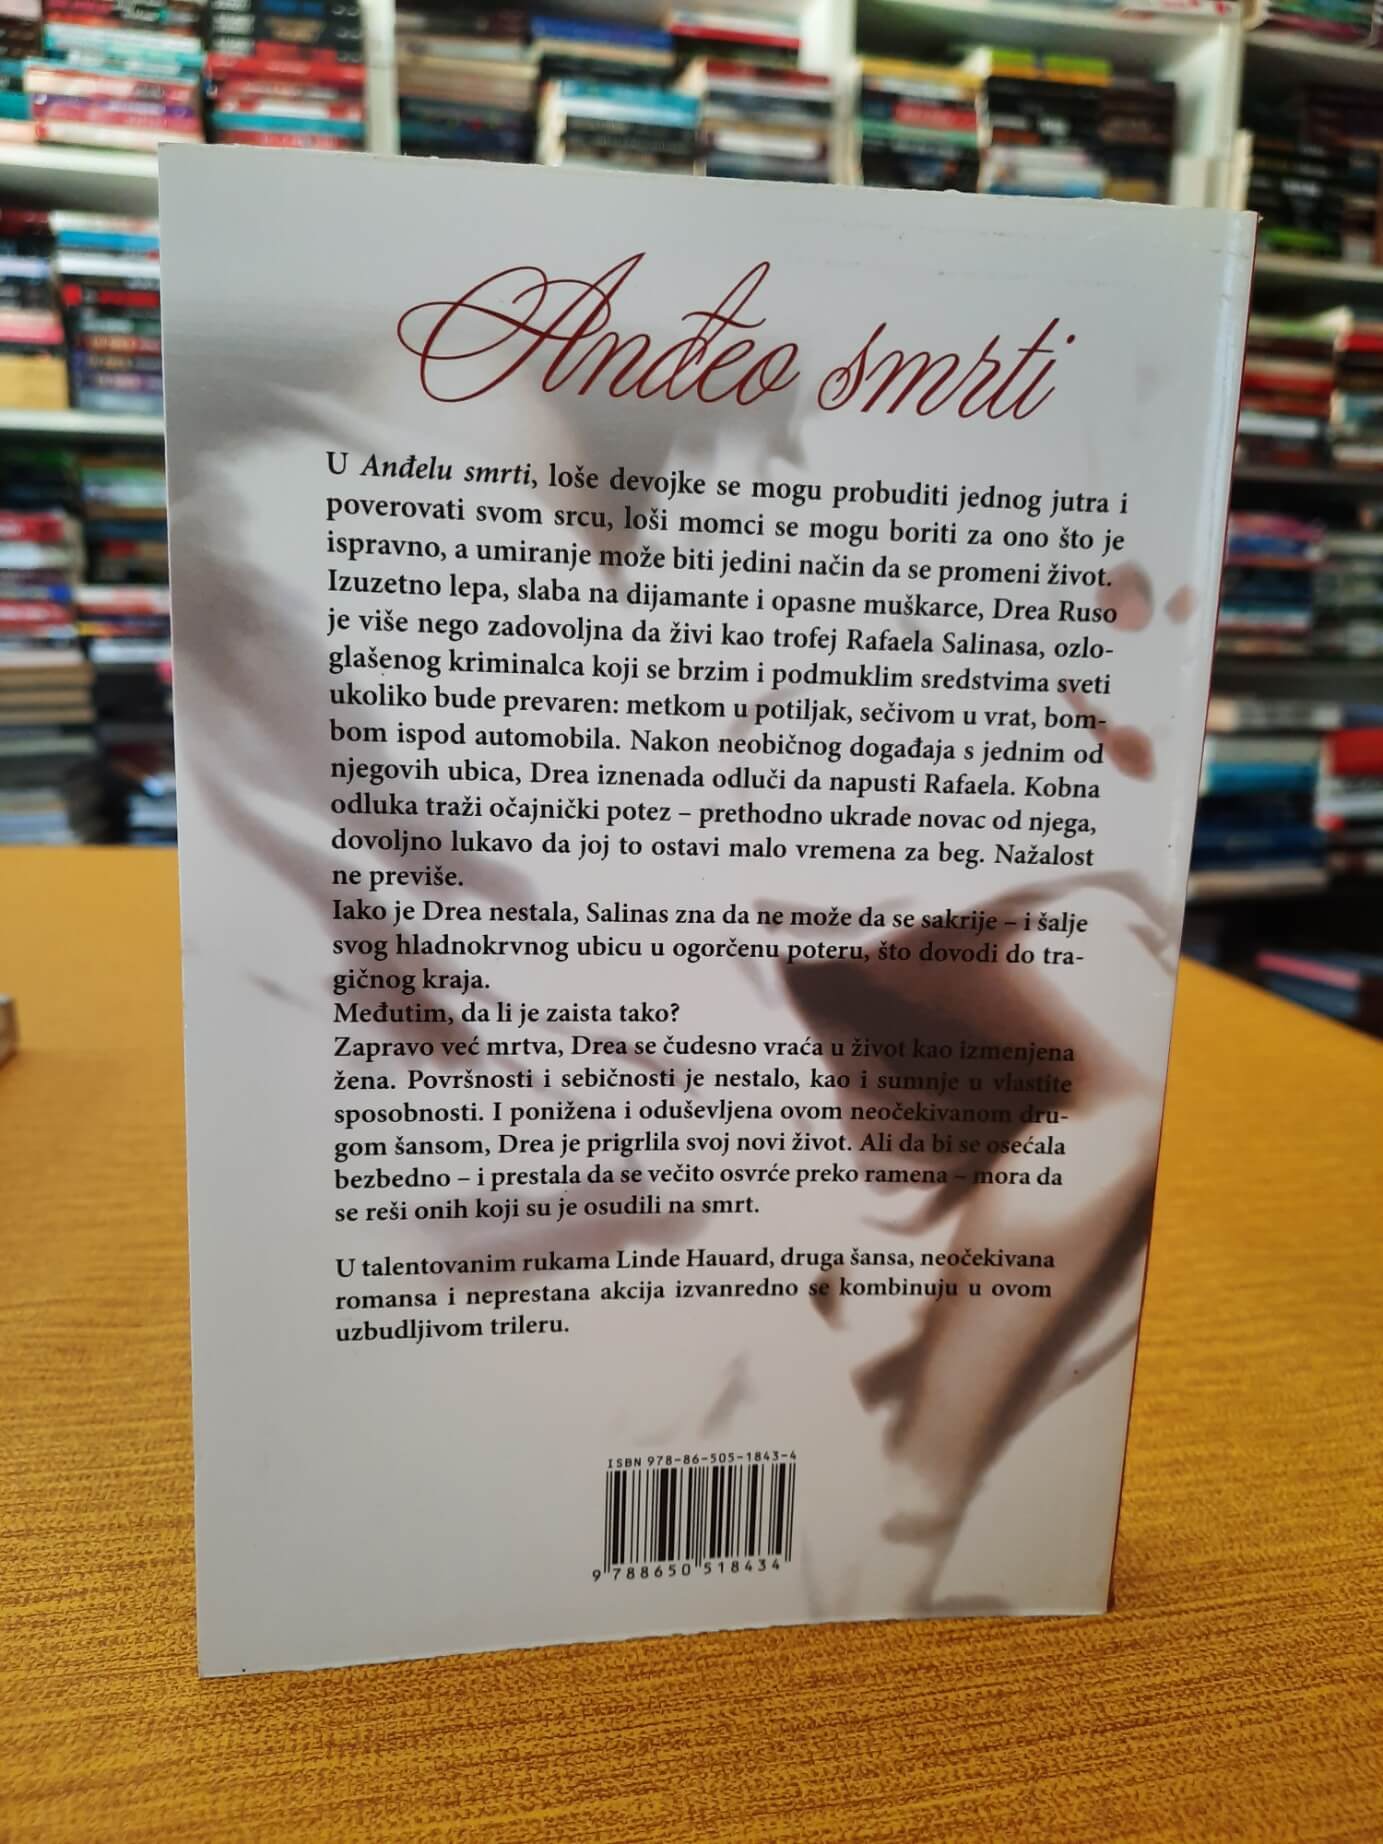 Anđeo smrti
U Anđelu smrti, loše devojke se mogu probuditi jednog jutra i
poverovati svom srcu, loši momci se mogu boriti za ono što je
ispravno, a umiranje može biti jedini način da se promeni život.
Izuzetno lepa, slaba na dijamante i opasne muškarce, Drea Ruso
je više nego zadovoljna da živi kao trofej Rafaela Salinasa, ozlo-
glašenog kriminalca koji se brzim i podmuklim sredstvima sveti
ukoliko bude prevaren: metkom u potiljak, sečivom u vrat, bom-
bom ispod automobila. Nakon neobičnog događaja s jednim od
njegovih ubica, Drea iznenada odluči da napusti Rafaela. Kobna
odluka traži očajnički potez – prethodno ukrade novac od njega,
dovoljno lukavo da joj to ostavi malo vremena za beg. Nažalost
ne previše.
Iako je Drea nestala, Salinas zna da ne može da se sakrije – i šalje
svog hladnokrvnog ubicu u ogorčenu poteru, što dovodi do tra-
gičnog kraja.
Međutim, da li je zaista tako?
Zapravo već mrtva, Drea se čudesno vraća u život kao izmenjena
žena. Površnosti i sebičnosti je nestalo, kao i sumnje u vlastite
sposobnosti. I ponižena i oduševljena ovom neočekivanom dru-
gom šansom, Drea je prigrlila svoj novi život. Ali da bi se osećala
bezbedno – i prestala da se večito osvrće preko ramena – mora da
se reši onih koji su je osudili na smrt.
U talentovanim rukama Linde Hauard, druga šansa, neočekivana
romansa i neprestana akcija izvanredno se kombinuju u ovom
uzbudljivom trileru.
ISBN 978-86-505-1843-4
9 788650 518434